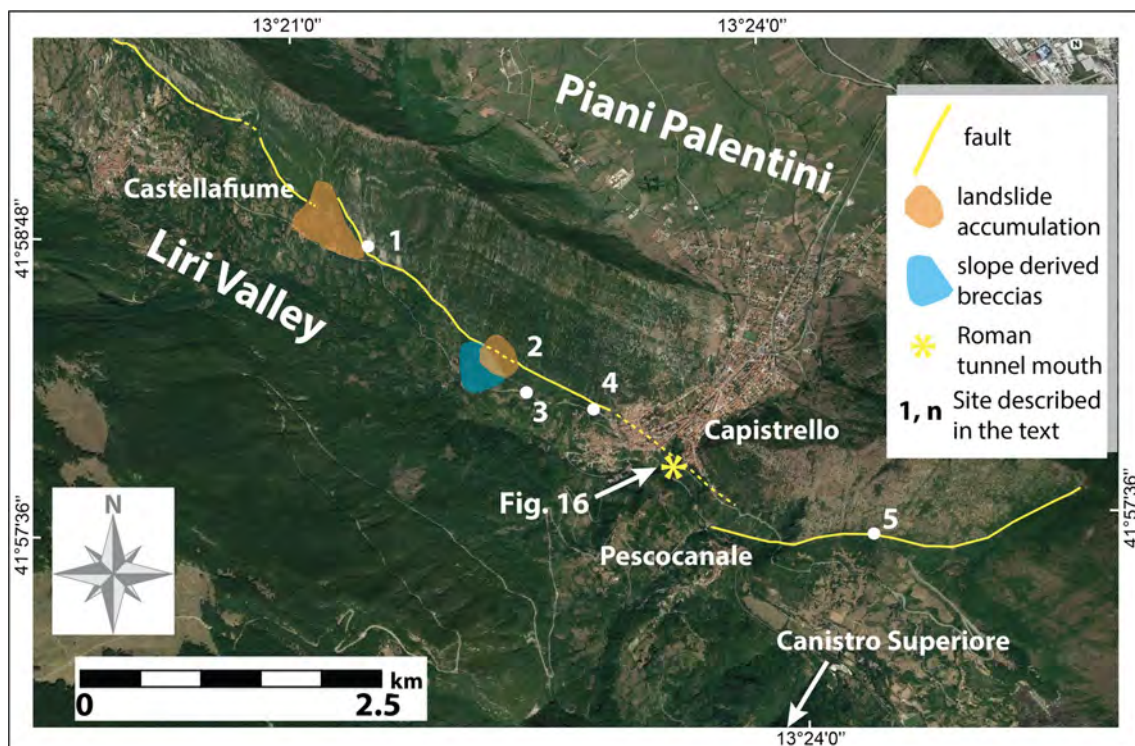 13°21'0"
13°24'0"
N
Piani Palentini
fault
landslide
accumulation
slope derived
breccias
Roman
tunnel mouth
1, n Site described
in the text
Castellafiume
41°58'48"
Liri Valley
1
2
3
4
Capistrello
Fig. 16
5
Pescocanale
41°57'36"
41°57'36"
N
Canistro Superiore
0
2.5
km
13°24'0"